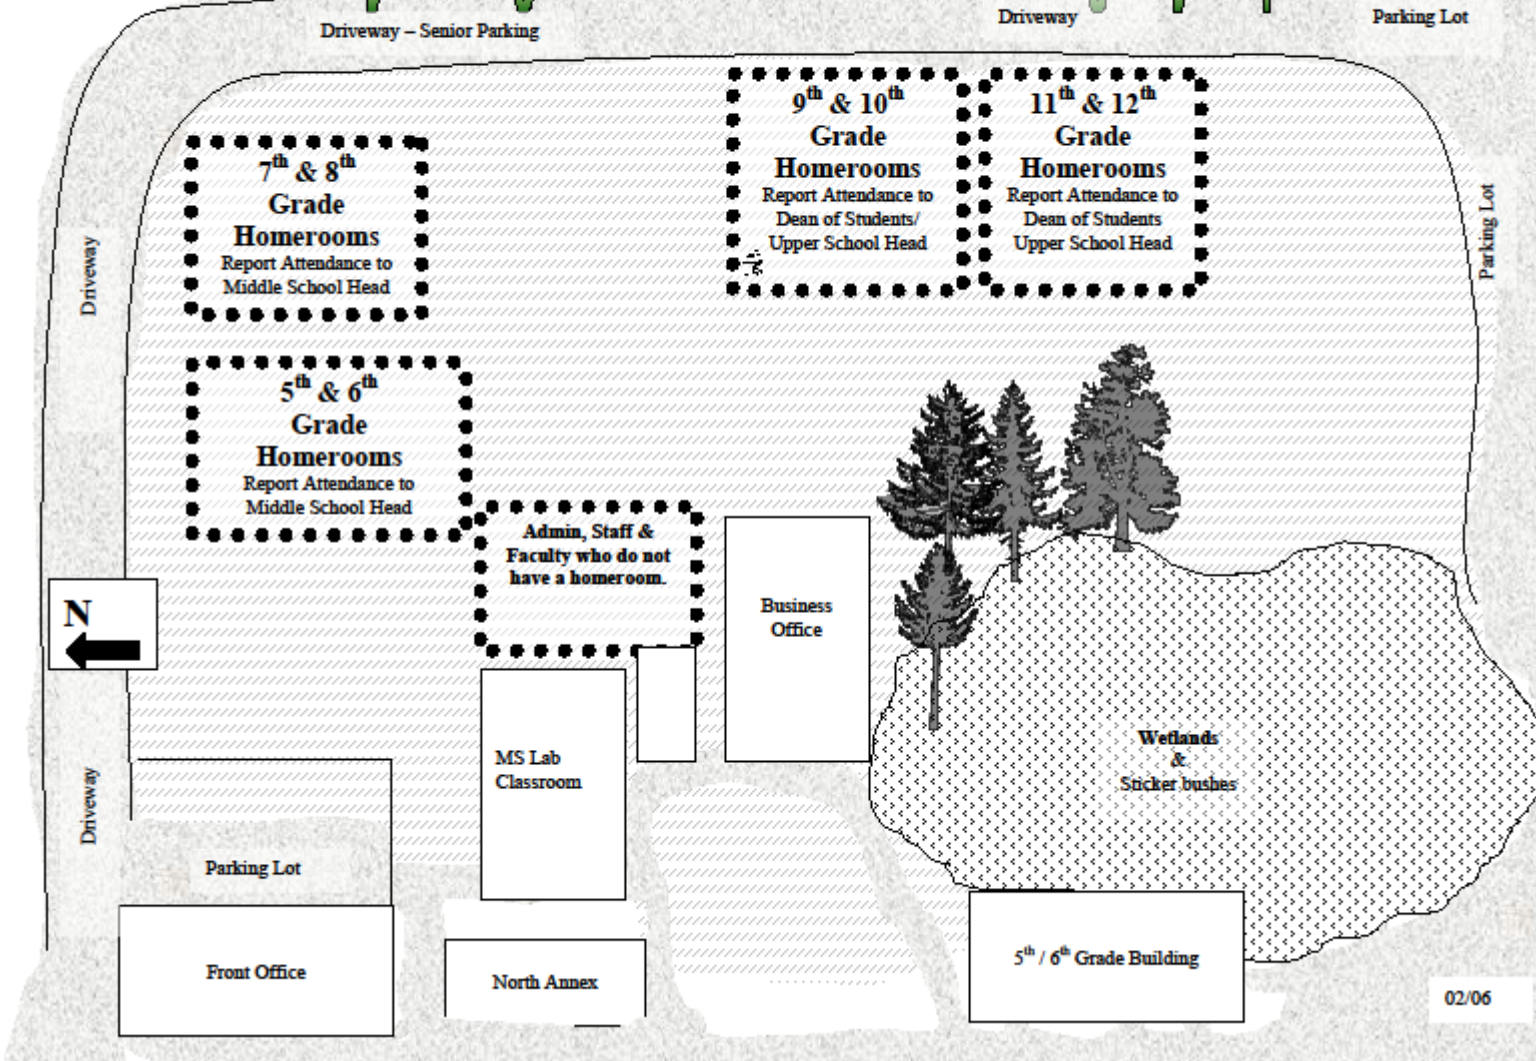 Driveway – Senior Parking
Driveway
Parking Lot
7th & 8th
Grade
Homerooms
Report Attendance to
Middle School Head
9th & 10th
Grade
Homerooms
Report Attendance to
Dean of Students/
Upper School Head
11th & 12th
Grade
Homerooms
Report Attendance to
Dean of Students
Upper School Head
Driveway
Parking Lot
5th & 6th
Grade
Homerooms
Report Attendance to
Middle School Head
Admin, Staff &
Faculty who do not
have a homeroom.
N
Business
Office
MS Lab
Classroom
Wetlands
&
Sticker bushes
Driveway
Parking Lot
Front Office
North Annex
5th / 6th Grade Building
02/06